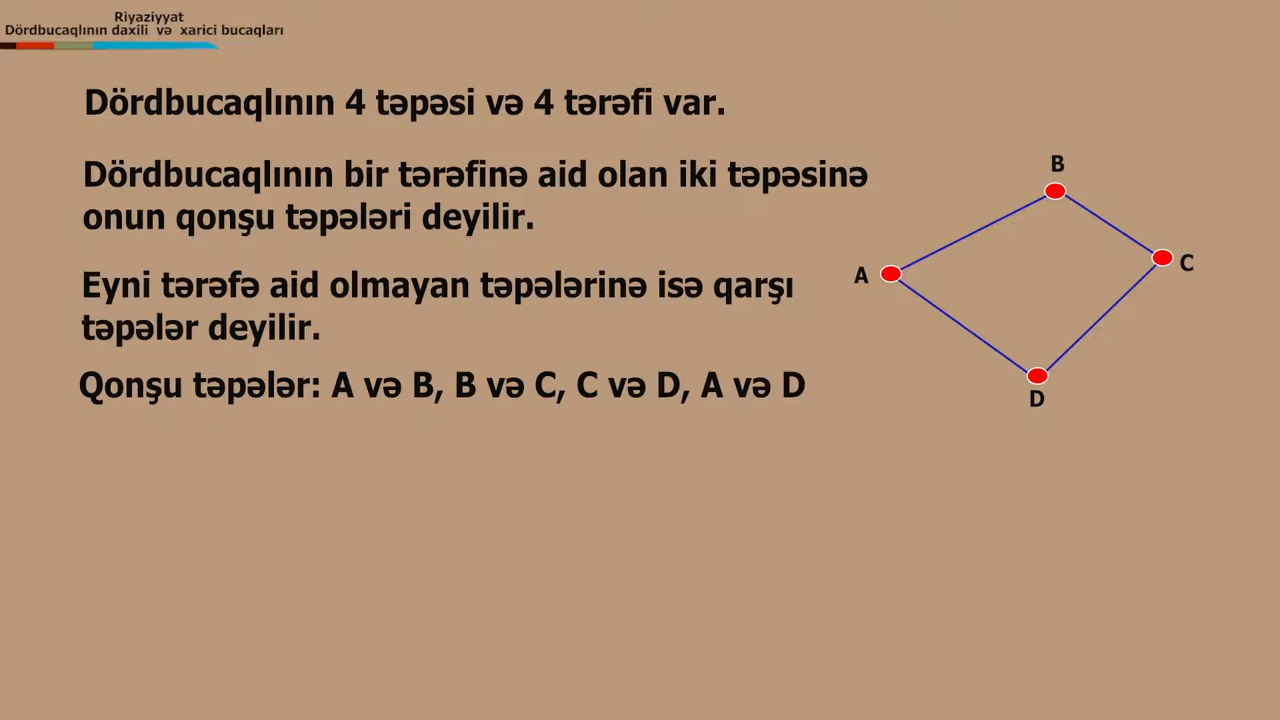 Riyaziyyat
Dördbucaqlının daxili və xarici bucaqları
Dördbucaqlının 4 təpəsi və 4 tərəfi var.
Dördbucaqlının bir tərəfinə aid olan iki təpəsinə
onun qonşu təpələri deyilir.
Eyni tərəfə aid olmayan təpələrinə isə qarşı
təpələr deyilir.
Qonşu təpələr: A və B, B və C, C və D, A və D
B
A
C
D